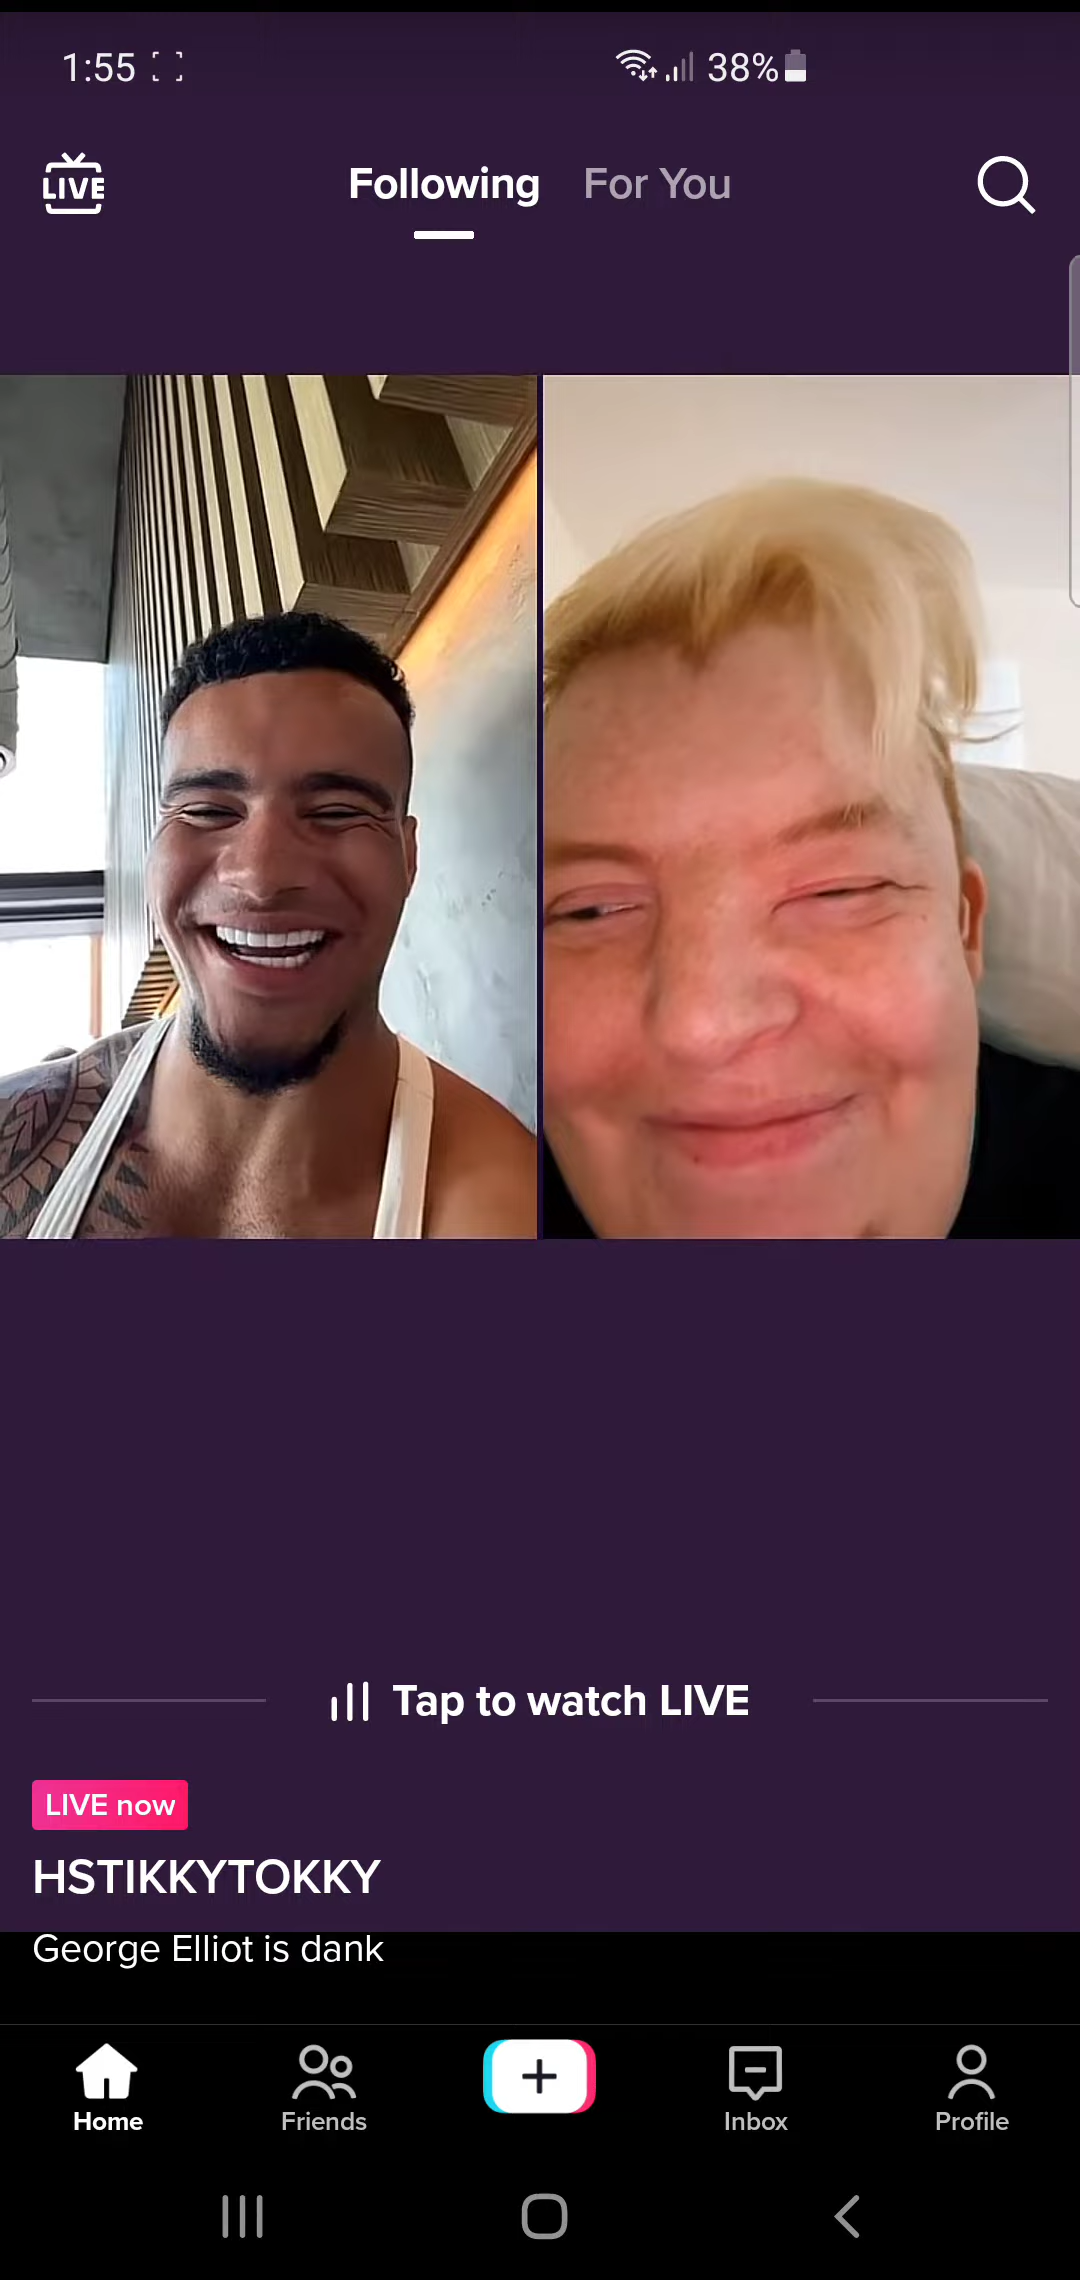 1:55 38%
LIVE Following For You
Tap to watch LIVE
LIVE now
HSTIKKYTOKKY
George Elliot is dank
Home Friends Inbox Profile